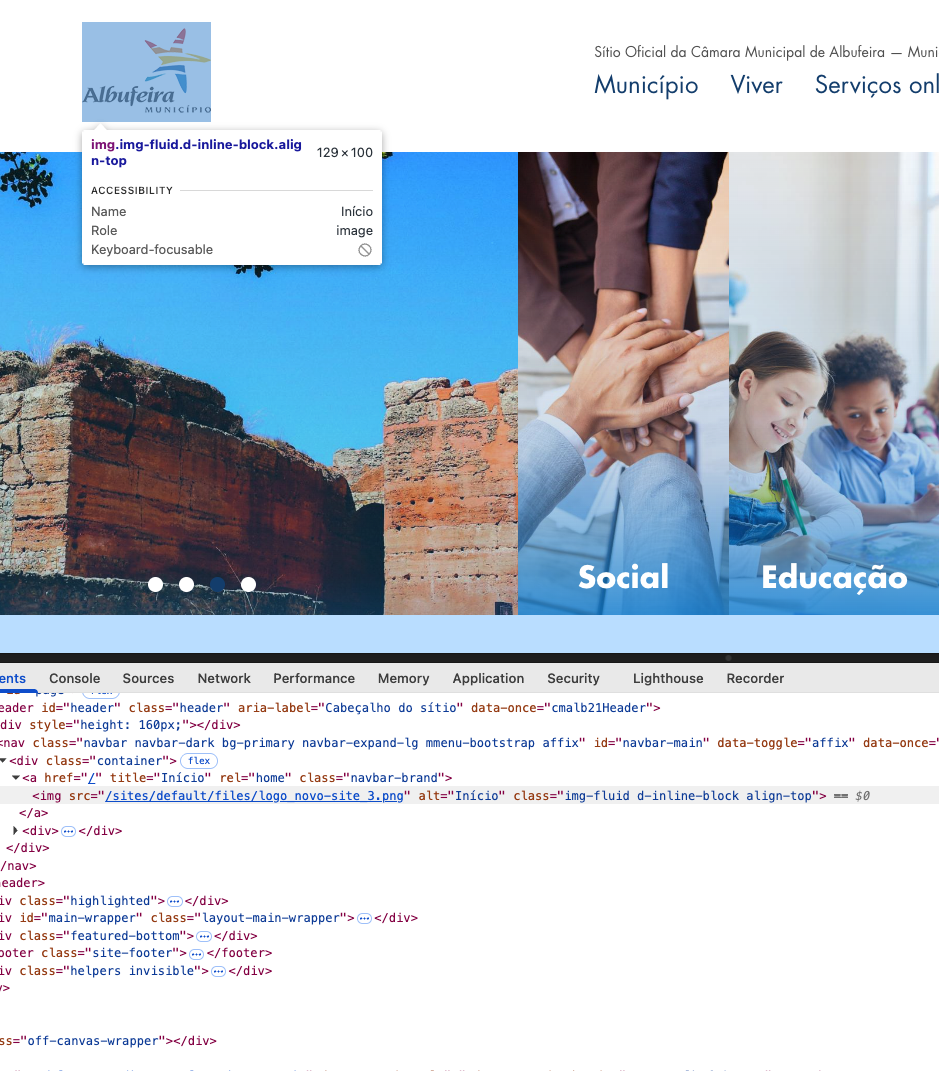 Albufeira
MUNICÍPIO
Sítio Oficial da Câmara Municipal de Albufeira — Muni
Município Viver Serviços onl
img.img-fluid.d-inline-block.alig
n-top
129 × 100
ACCESSIBILITY
Name Início
Role image
Keyboard-focusable
Social
Educação
ents Console Sources Network Performance Memory Application Security Lighthouse Recorder
eader id="header" class="header" aria-label="Cabeçalho do sítio" data-once="cmalb21Header">
div style="height: 160px;"></div>
<nav class="navbar navbar-dark bg-primary navbar-expand-lg mmenu-bootstrap affix" id="navbar-main" data-toggle="affix" data-once="
<div class="container"> flex
<a href="/" title="Início" rel="home" class="navbar-brand">
<img src="/sites/default/files/logo_novo-site_3.png" alt="Início" class="img-fluid d-inline-block align-top"> == $0
</a>
<div>…</div>
</div>
/nav>
eader>
iv class="highlighted">…</div>
iv id="main-wrapper" class="layout-main-wrapper">…</div>
iv class="featured-bottom">…</div>
ooter class="site-footer">…</footer>
iv class="helpers invisible">…</div>
v>
ss="off-canvas-wrapper"></div>